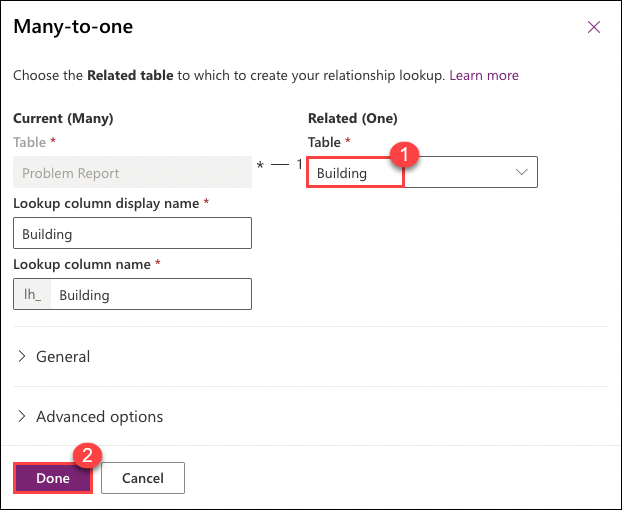 Many-to-one
Choose the Related table to which to create your relationship lookup. Learn more
Current (Many) Related (One)
Table * Table * 1
Problem Report * — 1 Building
Lookup column display name *
Building
Lookup column name *
lh_ Building
General
Advanced options
2
Done Cancel